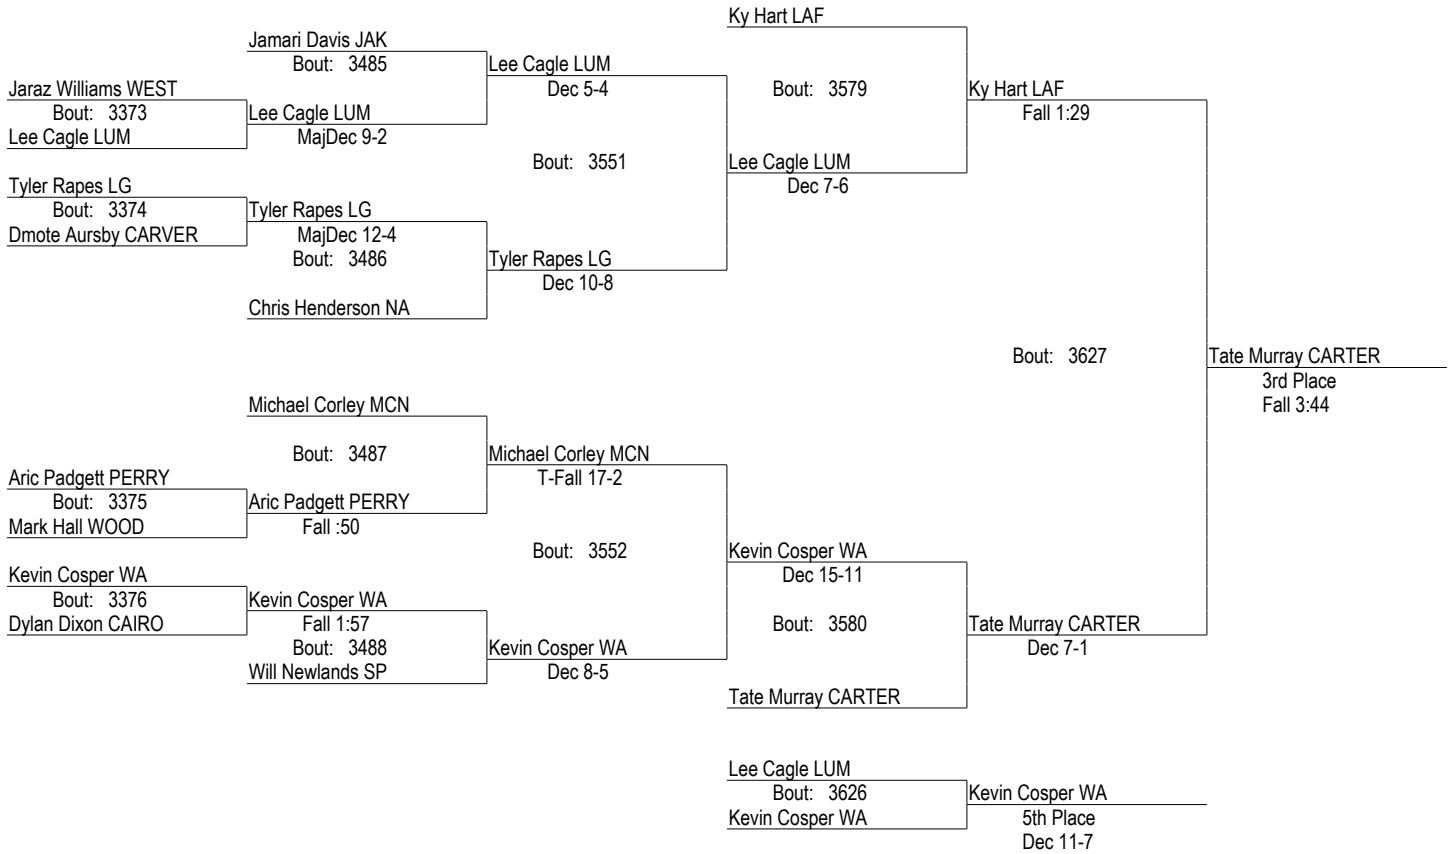 Ky Hart LAF
Jamari Davis JAK
Bout: 3485
Lee Cagle LUM
Dec 5-4
Jaraz Williams WEST
Bout: 3579
Ky Hart LAF
Bout: 3373
Lee Cagle LUM
Fall 1:29
Lee Cagle LUM
MajDec 9-2
Bout: 3551
Lee Cagle LUM
Tyler Rapes LG
Dec 7-6
Bout: 3374
Tyler Rapes LG
Dmote Aursby CARVER
MajDec 12-4
Bout: 3486
Tyler Rapes LG
Dec 10-8
Chris Henderson NA
Bout: 3627
Tate Murray CARTER
3rd Place
Fall 3:44
Michael Corley MCN
Bout: 3487
Michael Corley MCN
Aric Padgett PERRY
T-Fall 17-2
Bout: 3375
Aric Padgett PERRY
Mark Hall WOOD
Fall :50
Bout: 3552
Kevin Cosper WA
Kevin Cosper WA
Dec 15-11
Bout: 3376
Kevin Cosper WA
Dylan Dixon CAIRO
Fall 1:57
Bout: 3580
Tate Murray CARTER
Bout: 3488
Kevin Cosper WA
Dec 7-1
Will Newlands SP
Dec 8-5
Tate Murray CARTER
Lee Cagle LUM
Bout: 3626
Kevin Cosper WA
Kevin Cosper WA
5th Place
Dec 11-7